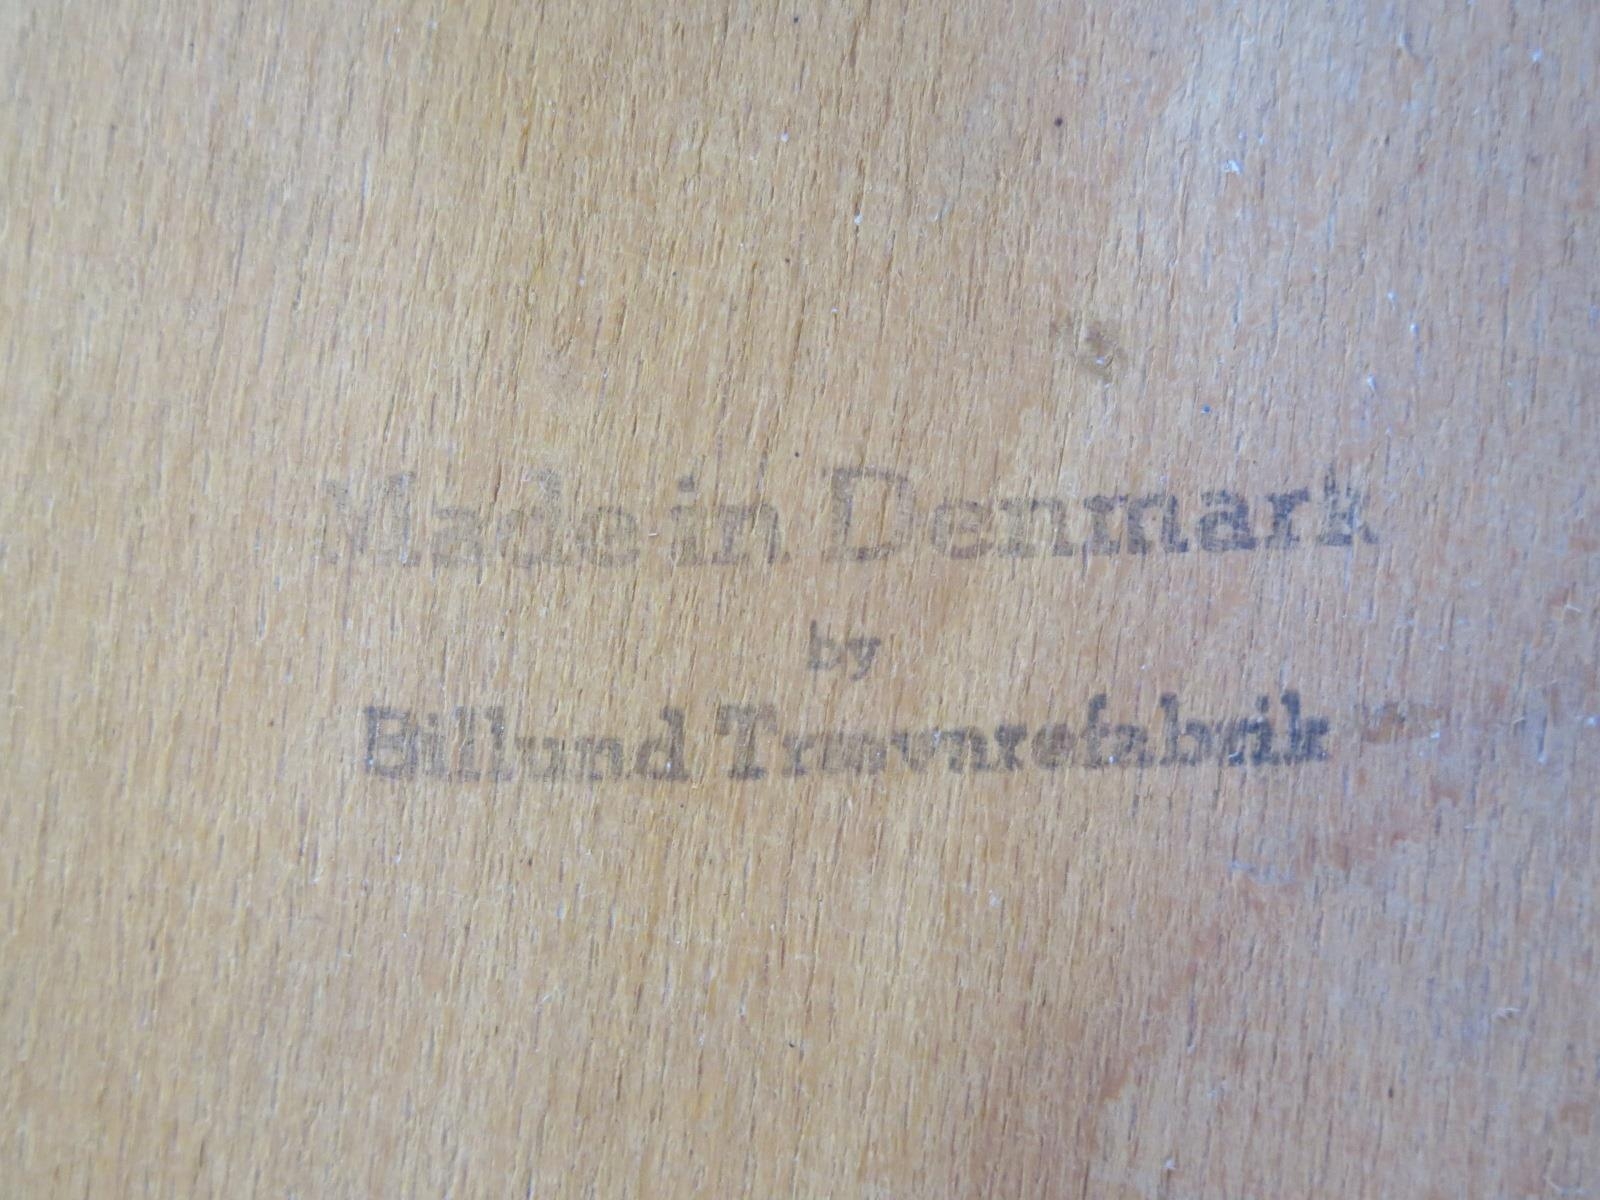 Made in Denmark
by
Billund Trævarefabrik